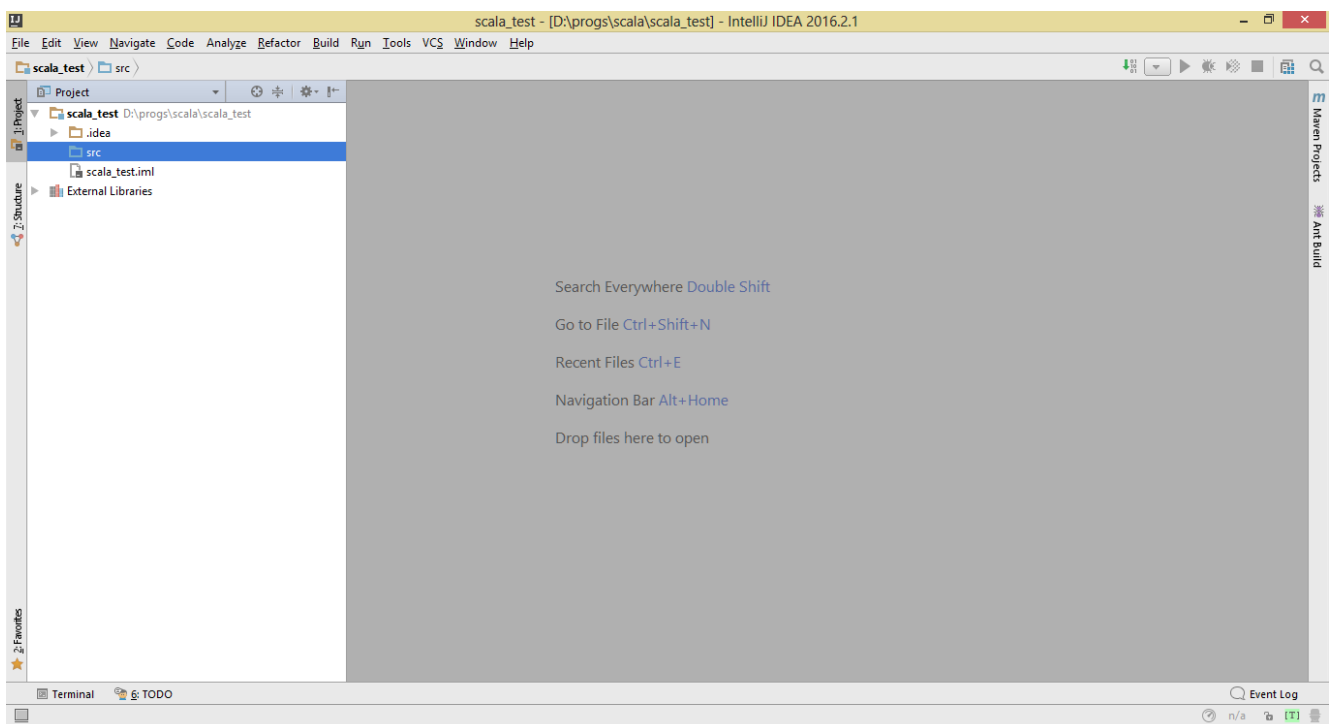 scala_test - [D:\progs\scala\scala_test] - IntelliJ IDEA 2016.2.1
File Edit View Navigate Code Analyze Refactor Build Run Tools VCS Window Help
scala_test src
Project
scala_test D:\progs\scala\scala_test
.idea
src
scala_test.iml
External Libraries
1: Project
7: Structure
2: Favorites
Search Everywhere Double Shift
Go to File Ctrl+Shift+N
Recent Files Ctrl+E
Navigation Bar Alt+Home
Drop files here to open
m Maven Projects
Ant Build
Terminal 6: TODO Event Log
n/a [T]